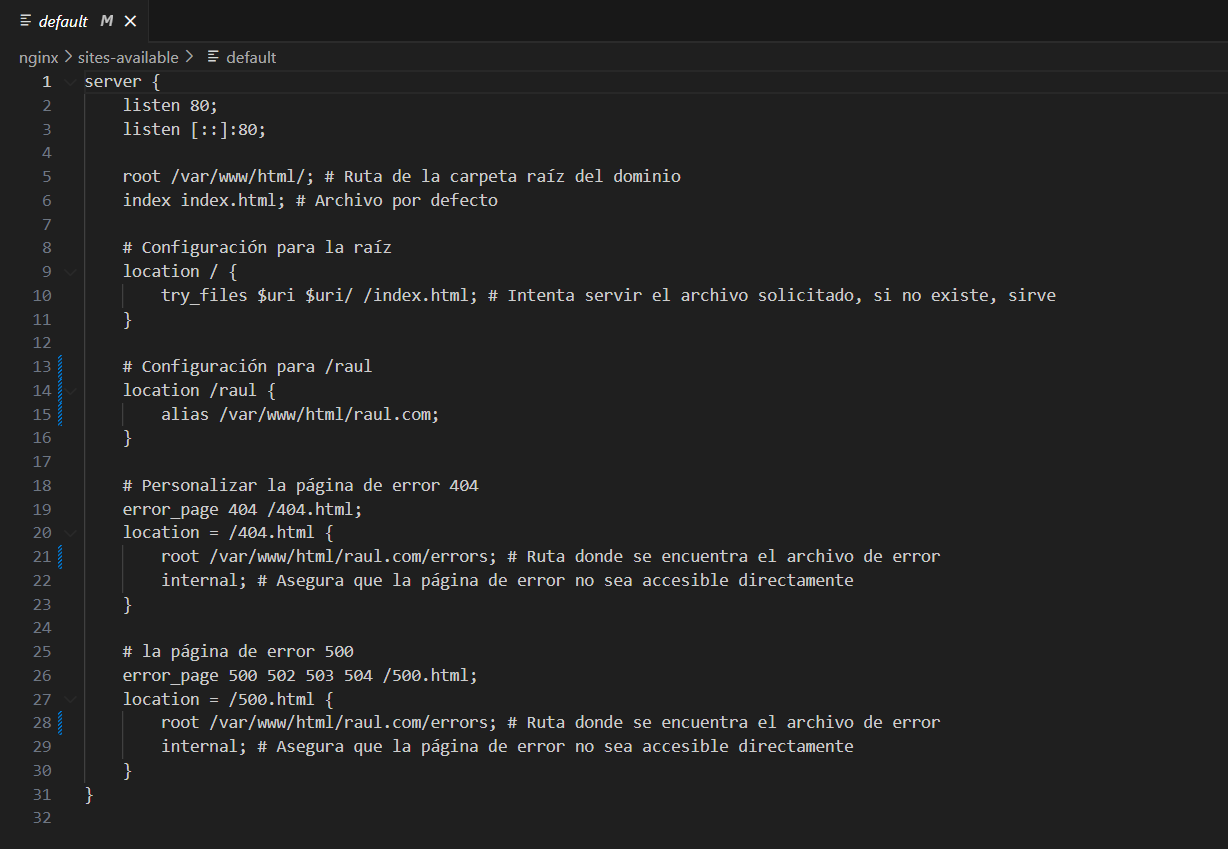 default M
nginx > sites-available > default
1 server {
2 listen 80;
3 listen [::]:80;
4
5 root /var/www/html/; # Ruta de la carpeta raíz del dominio
6 index index.html; # Archivo por defecto
7
8 # Configuración para la raíz
9 location / {
10 try_files $uri $uri/ /index.html; # Intenta servir el archivo solicitado, si no existe, sirve
11 }
12
13 # Configuración para /raul
14 location /raul {
15 alias /var/www/html/raul.com;
16 }
17
18 # Personalizar la página de error 404
19 error_page 404 /404.html;
20 location = /404.html {
21 root /var/www/html/raul.com/errors; # Ruta donde se encuentra el archivo de error
22 internal; # Asegura que la página de error no sea accesible directamente
23 }
24
25 # la página de error 500
26 error_page 500 502 503 504 /500.html;
27 location = /500.html {
28 root /var/www/html/raul.com/errors; # Ruta donde se encuentra el archivo de error
29 internal; # Asegura que la página de error no sea accesible directamente
30 }
31 }
32